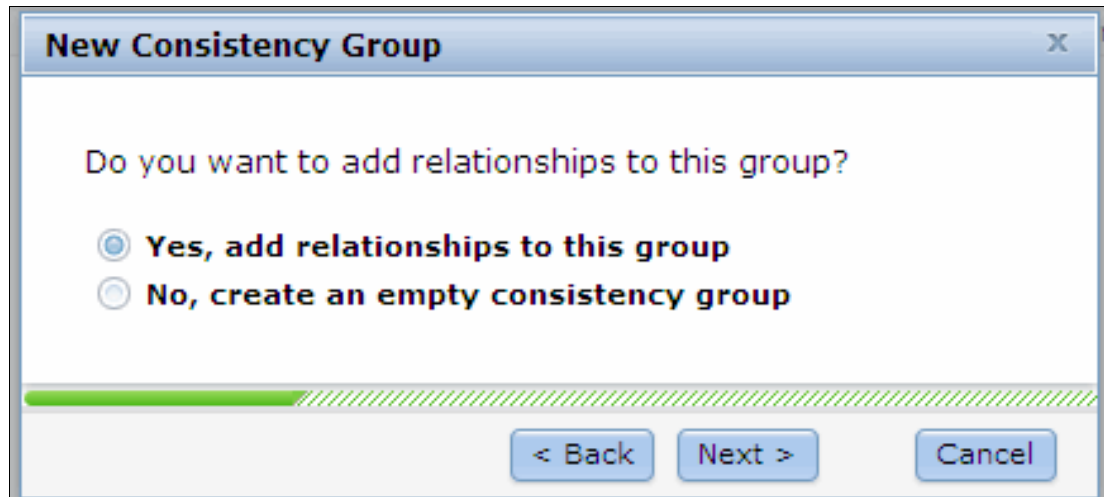 New Consistency Group x
Do you want to add relationships to this group?
Yes, add relationships to this group
No, create an empty consistency group
< Back Next > Cancel